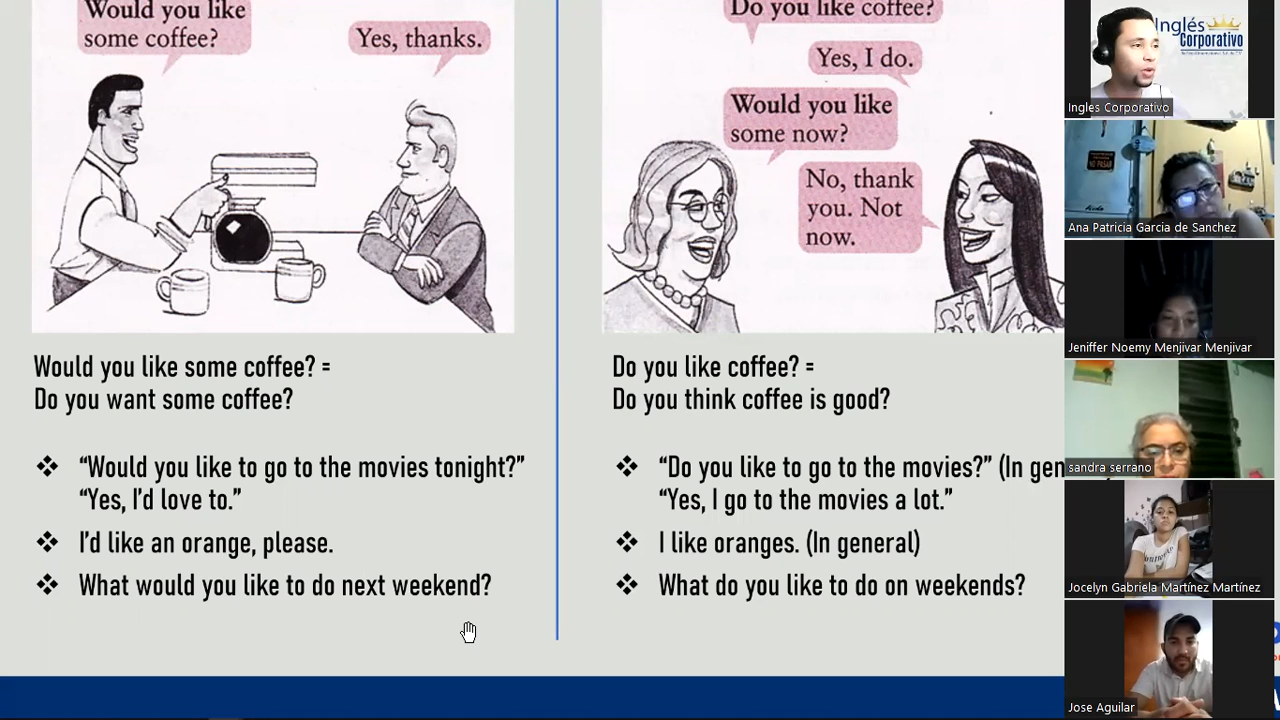 Would you like
some coffee?
Yes, thanks.
Do you like coffee?
Yes, I do.
Would you like
some now?
No, thank
you. Not
now.
Would you like some coffee? =
Do you want some coffee?
❖ “Would you like to go to the movies tonight?”
“Yes, I’d love to.”
❖ I’d like an orange, please.
❖ What would you like to do next weekend?
Do you like coffee? =
Do you think coffee is good?
❖ “Do you like to go to the movies?” (In gen
“Yes, I go to the movies a lot.”
❖ I like oranges. (In general)
❖ What do you like to do on weekends?
Inglés
Corporativo
Ingles Corporativo
NO PASAR
Ana Patricia Garcia de Sanchez
Jeniffer Noemy Menjivar Menjivar
sandra serrano
Jocelyn Gabriela Martínez Martínez
Jose Aguilar